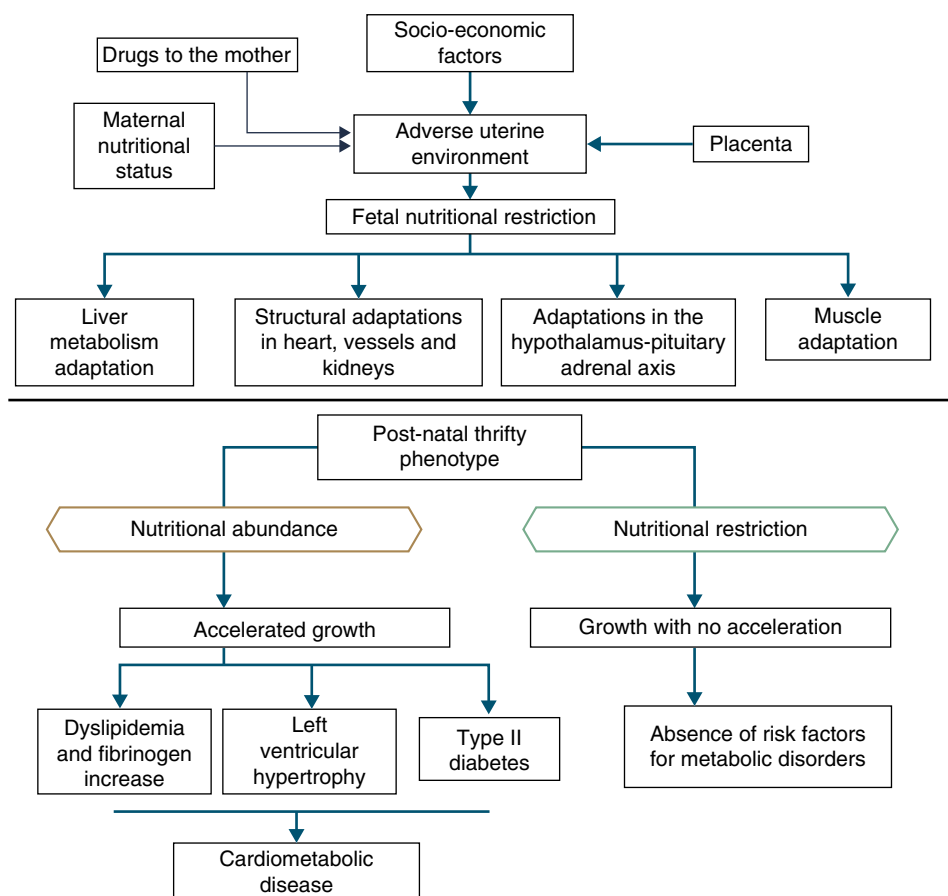 Socio-economic
factors
Drugs to the mother
Maternal
nutritional
status
Adverse uterine
environment
Placenta
Fetal nutritional restriction
Liver
metabolism
adaptation
Structural adaptations
in heart, vessels and
kidneys
Adaptations in the
hypothalamus-pituitary
adrenal axis
Muscle
adaptation
Post-natal thrifty
phenotype
Nutritional abundance
Nutritional restriction
Accelerated growth
Growth with no acceleration
Dyslipidemia
and fibrinogen
increase
Left
ventricular
hypertrophy
Type II
diabetes
Absence of risk factors
for metabolic disorders
Cardiometabolic
disease